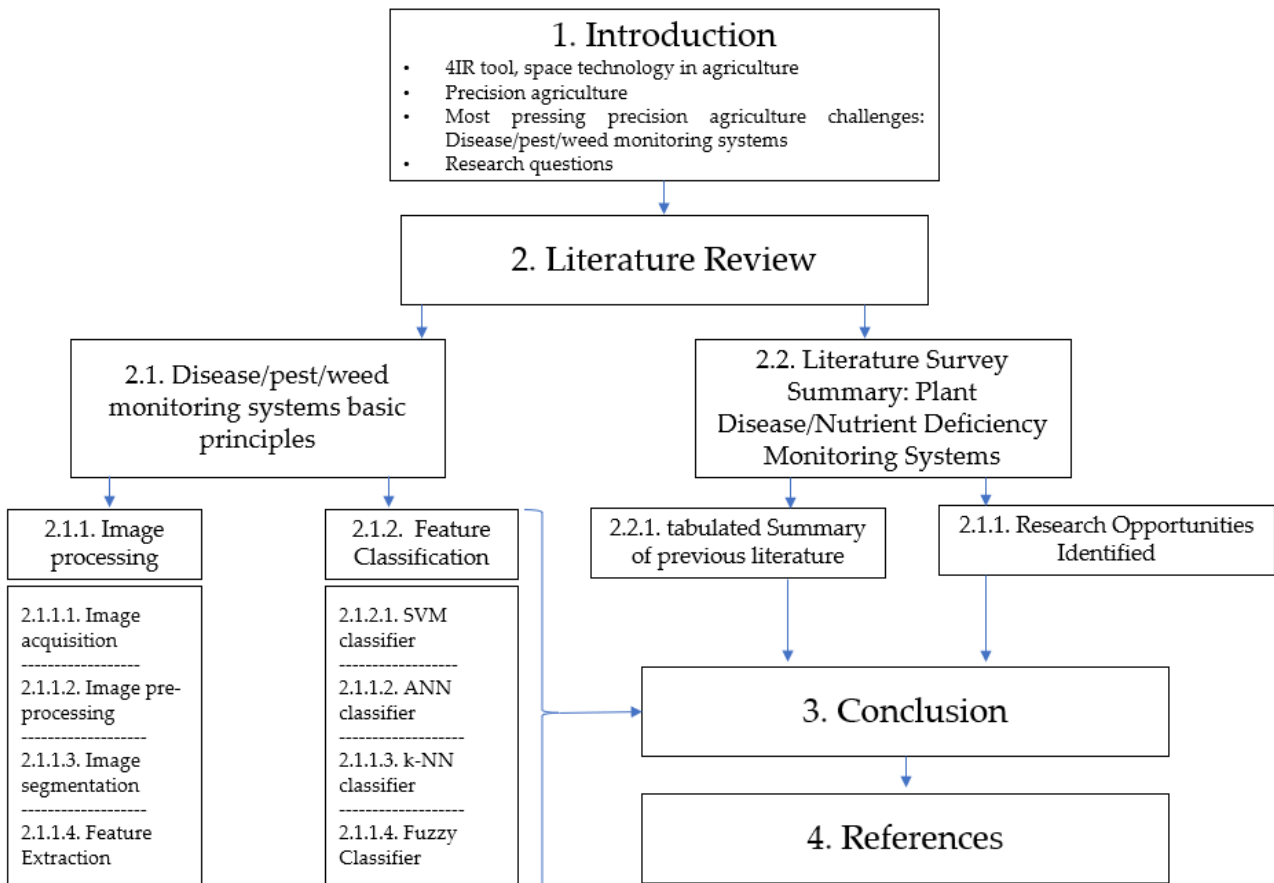 1. Introduction
• 4IR tool, space technology in agriculture
• Precision agriculture
• Most pressing precision agriculture challenges:
Disease/pest/weed monitoring systems
• Research questions
2. Literature Review
2.1. Disease/pest/weed
monitoring systems basic
principles
2.2. Literature Survey
Summary: Plant
Disease/Nutrient Deficiency
Monitoring Systems
2.1.1. Image
processing
2.1.2. Feature
Classification
2.2.1. tabulated Summary
of previous literature
2.1.1. Research Opportunities
Identified
2.1.1.1. Image
acquisition
------------------
2.1.1.2. Image pre-
processing
-------------------
2.1.1.3. Image
segmentation
-------------------
2.1.1.4. Feature
Extraction
2.1.2.1. SVM
classifier
------------------
2.1.1.2. ANN
classifier
-------------------
2.1.1.3. k-NN
classifier
-------------------
2.1.1.4. Fuzzy
Classifier
3. Conclusion
4. References